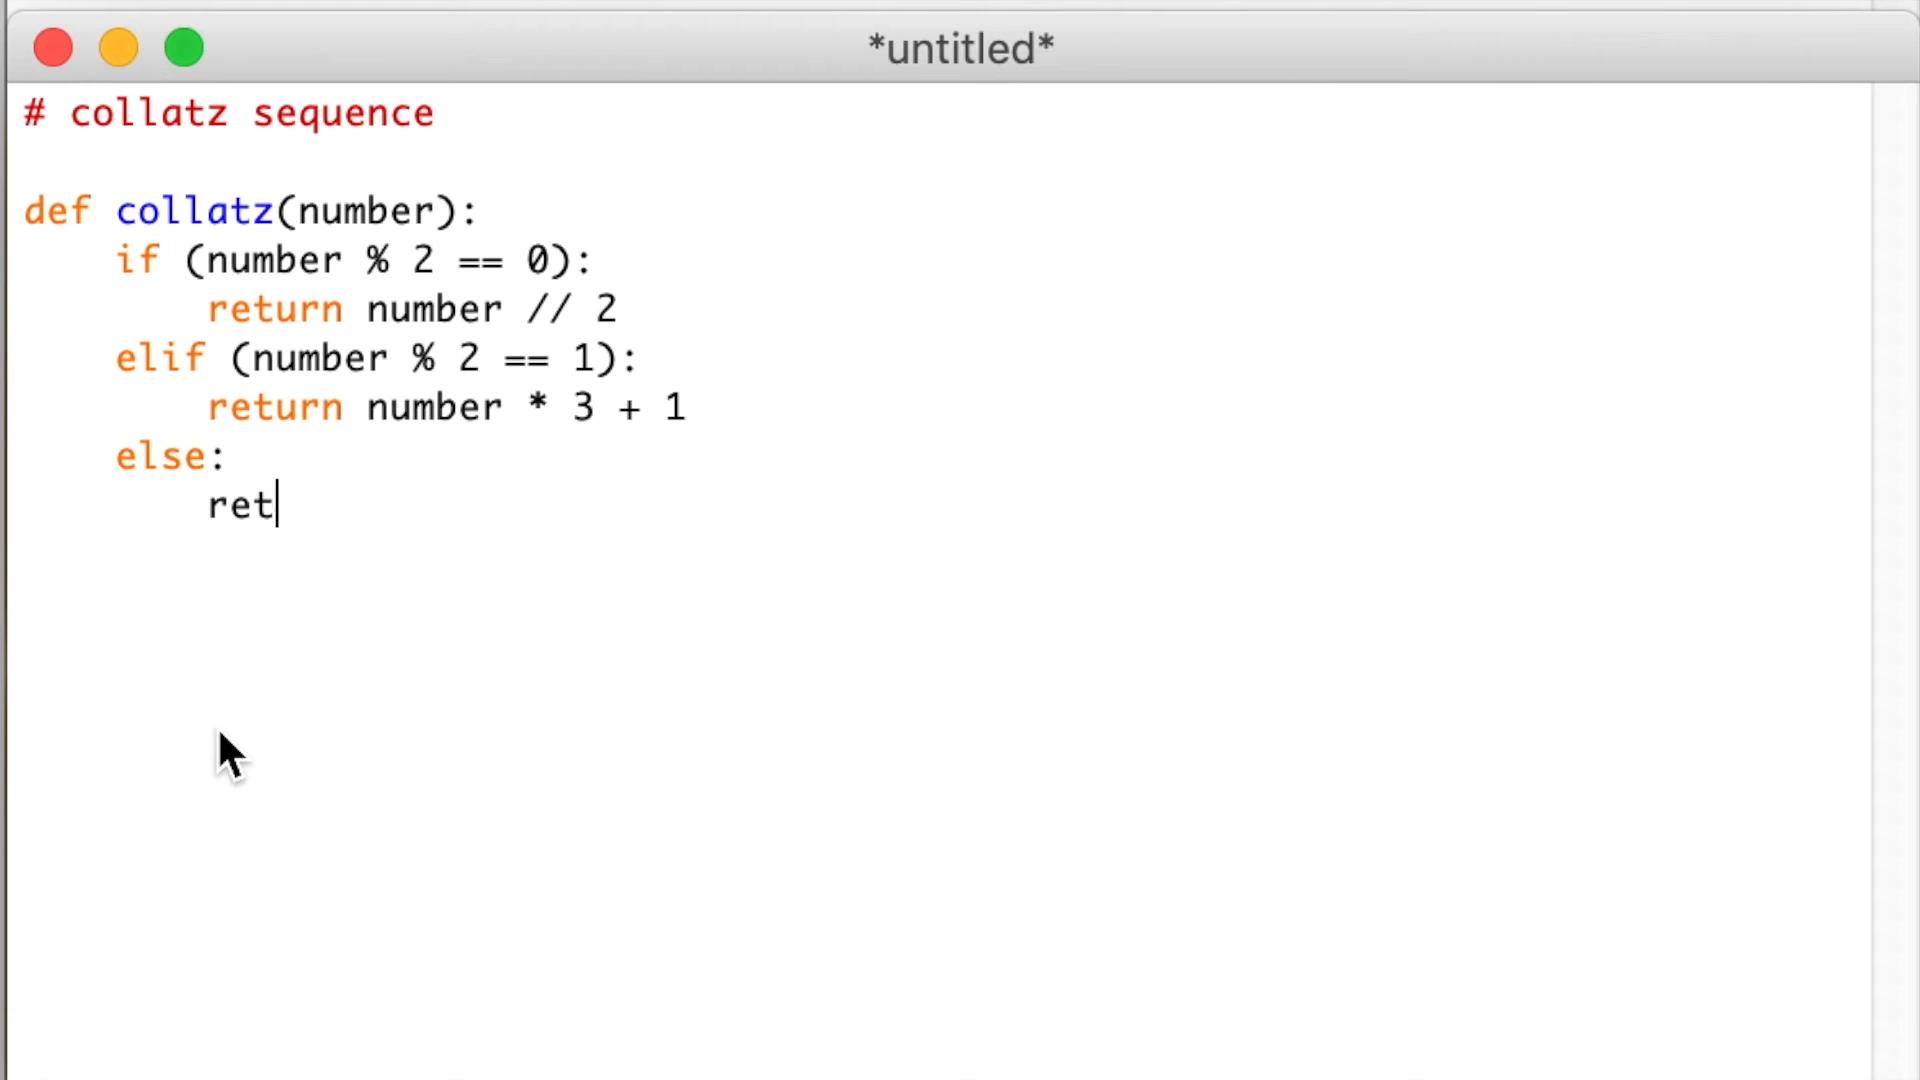 *untitled*
# collatz sequence
def collatz(number):
    if (number % 2 == 0):
        return number // 2
    elif (number % 2 == 1):
        return number * 3 + 1
    else:
        ret